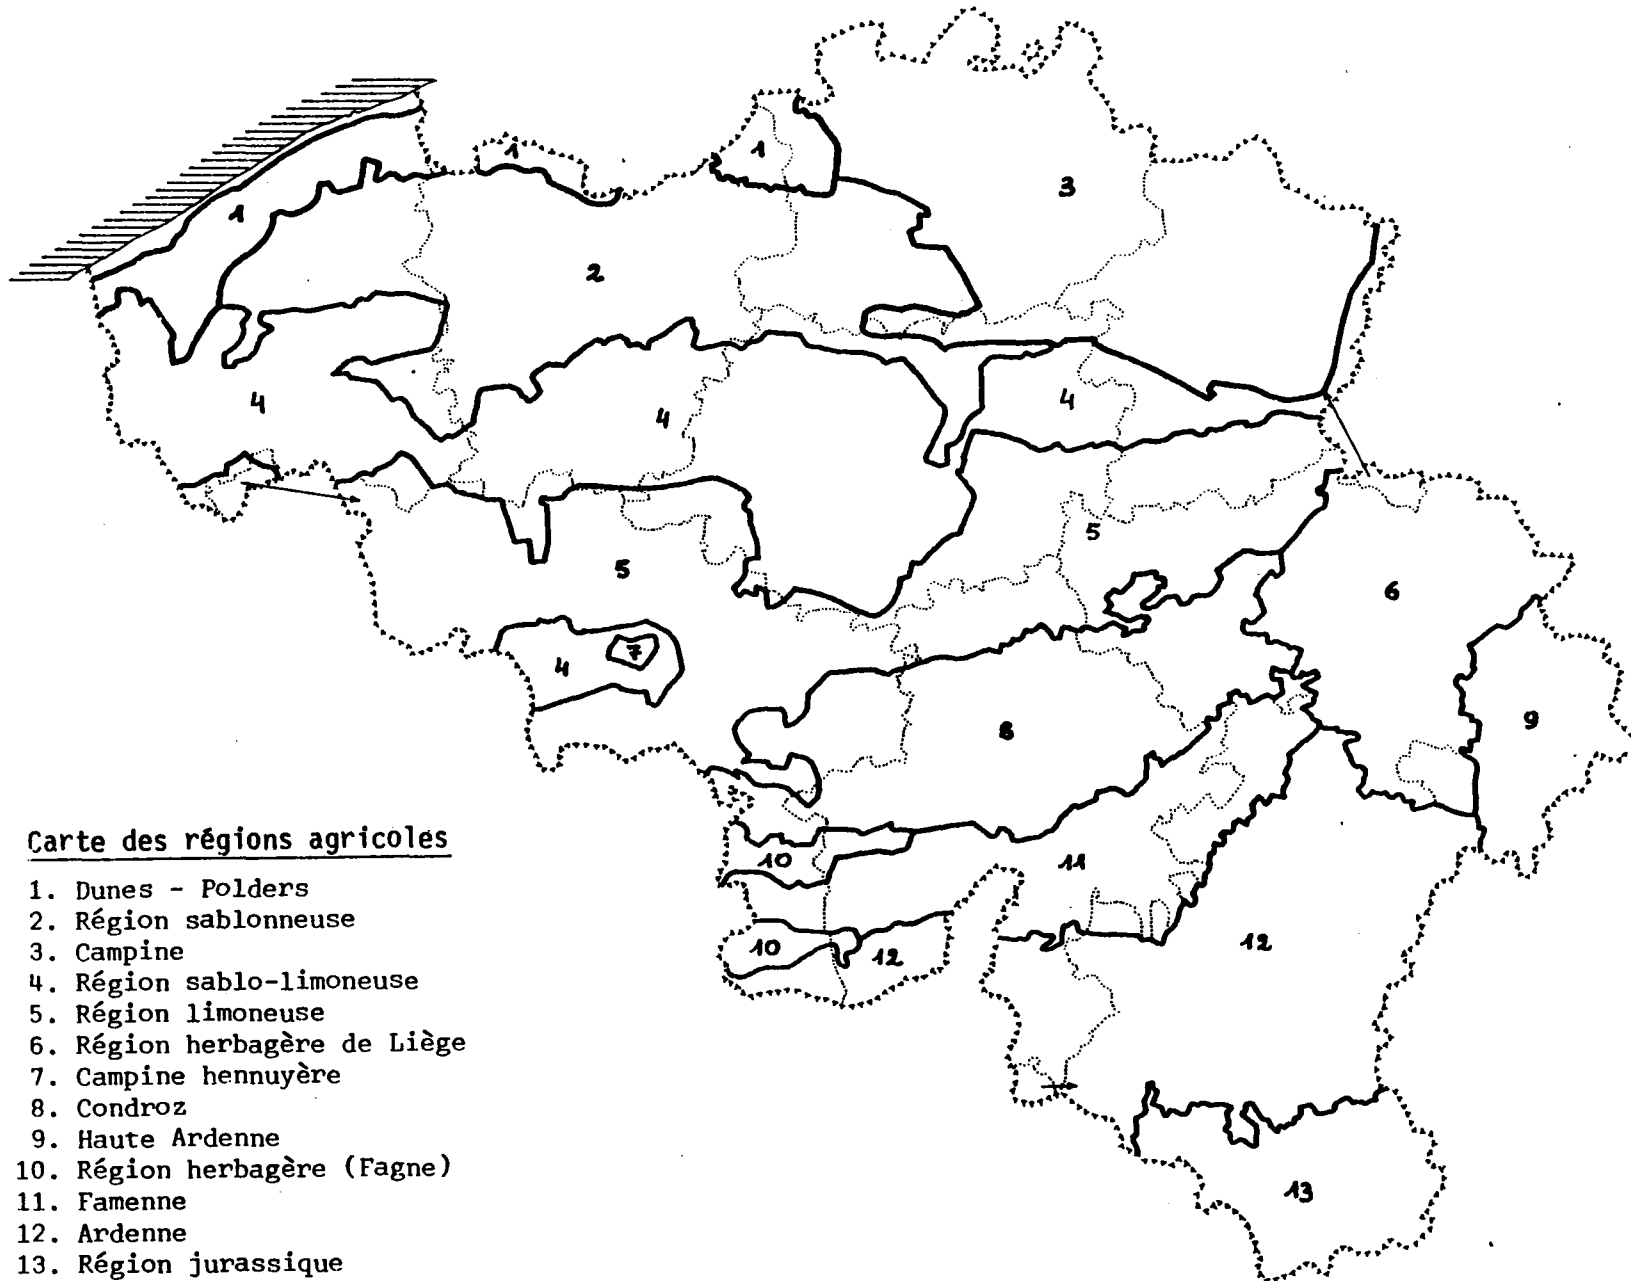 1
1
1
3
1
2
4
4
4
5
5
6
7
4
9
8
10
11
10
12
12
13
Carte des régions agricoles
1. Dunes - Polders
2. Région sablonneuse
3. Campine
4. Région sablo-limoneuse
5. Région limoneuse
6. Région herbagère de Liège
7. Campine hennuyère
8. Condroz
9. Haute Ardenne
10. Région herbagère (Fagne)
11. Famenne
12. Ardenne
13. Région jurassique